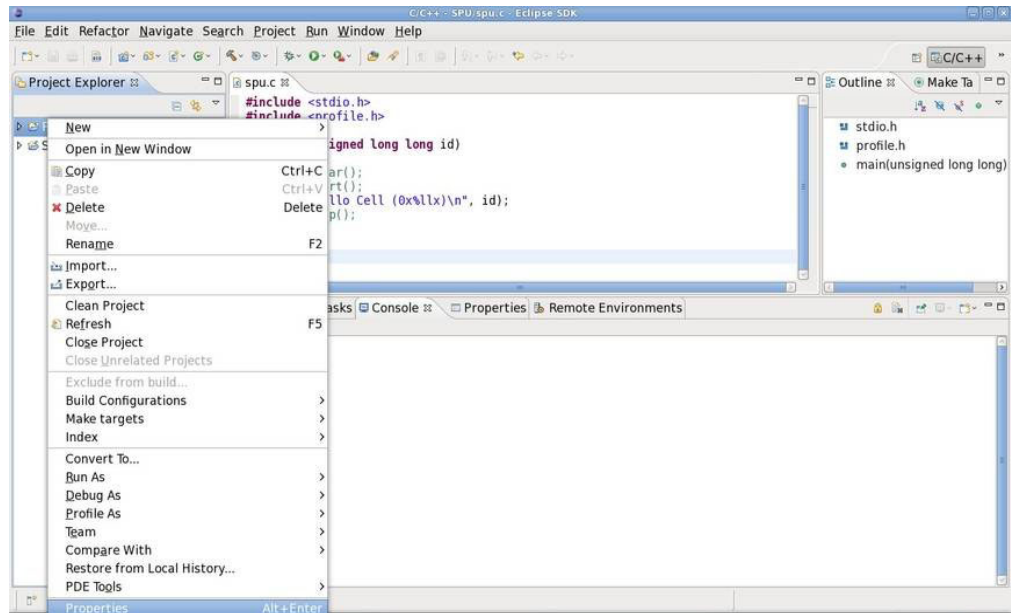 C/C++ - SPU/spu.c - Eclipse SDK
File Edit Refactor Navigate Search Project Run Window Help
C/C++
Project Explorer
spu.c
Outline
Make Ta
#include <stdio.h>
#include <profile.h>
igned long long id)
ar();
rt();
llo Cell (0x%llx)\n", id);
p();
stdio.h
profile.h
main(unsigned long long)
New
Open in New Window
Copy Ctrl+C
Paste Ctrl+V
Delete Delete
Move...
Rename F2
Import...
Export...
Clean Project
Refresh F5
Close Project
Close Unrelated Projects
Exclude from build...
Build Configurations
Make targets
Index
Convert To...
Run As
Debug As
Profile As
Team
Compare With
Restore from Local History...
PDE Tools
Properties Alt+Enter
asks Console Properties Remote Environments